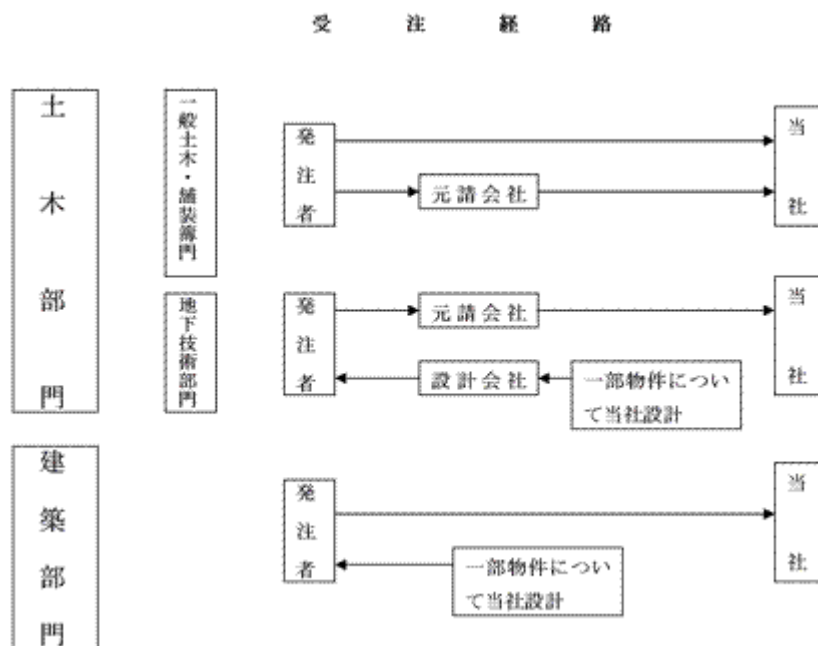 受注経路
土木部門
一般土木・舗装薄門
発注者
元請会社
当社
地下技術部門
発注者
元請会社
設計会社
一部物件につい
て当社設計
当社
建築部門
発注者
一部物件につい
て当社設計
当社